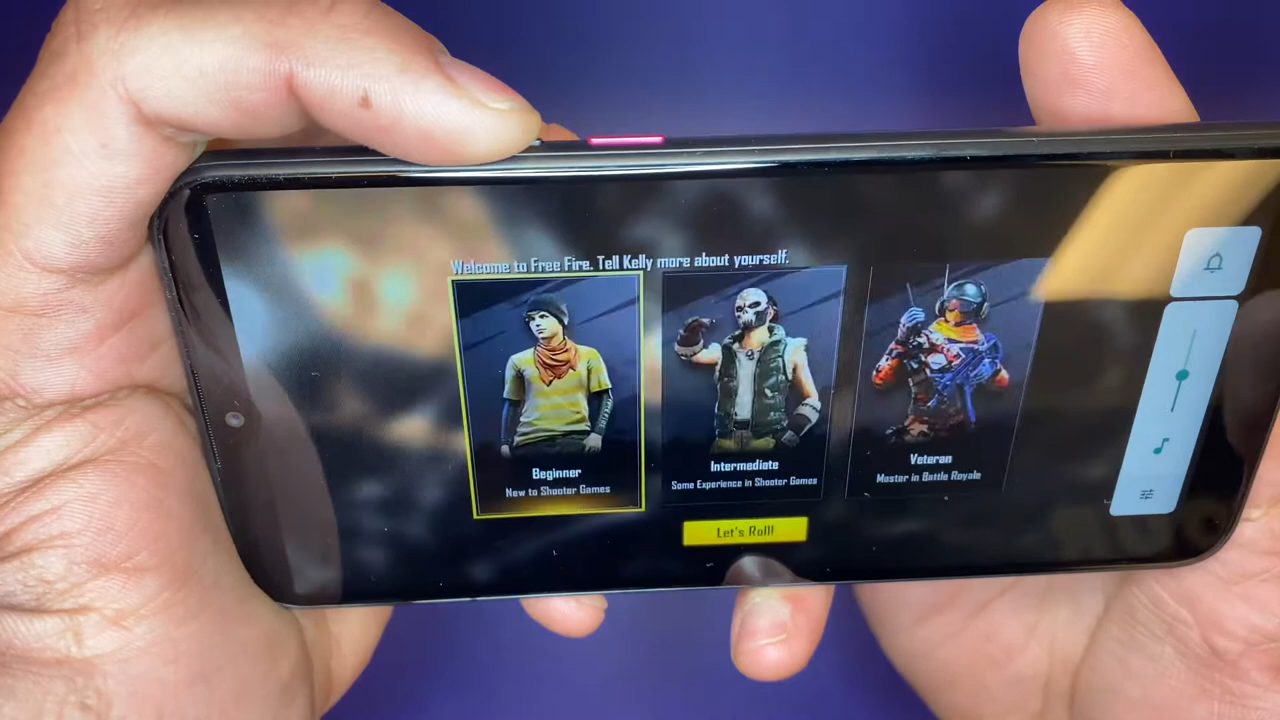 Welcome to Free Fire. Tell Kelly more about yourself.
Beginner
New to Shooter Games
Intermediate
Some Experience in Shooter Games
Veteran
Master in Battle Royale
Let's Roll!